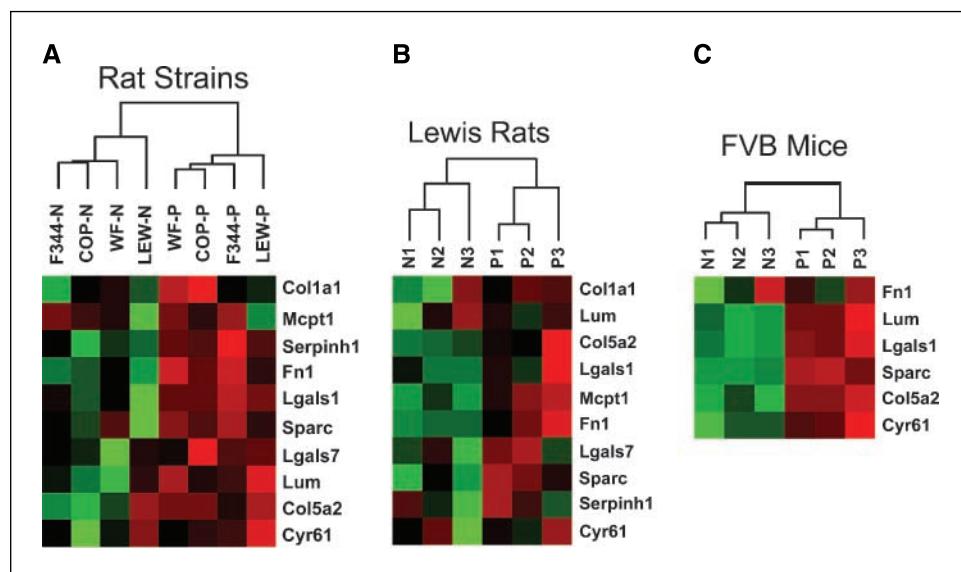 A
Rat Strains
F344-N
COP-N
WF-N
LEW-N
WF-P
COP-P
F344-P
LEW-P
Col1a1
Mcpt1
Serpinh1
Fn1
Lgals1
Sparc
Lgals7
Lum
Col5a2
Cyr61
B
Lewis Rats
N1 N2 N3 P1 P2 P3
Col1a1
Lum
Col5a2
Lgals1
Mcpt1
Fn1
Lgals7
Sparc
Serpinh1
Cyr61
C
FVB Mice
N1 N2 N3 P1 P2 P3
Fn1
Lum
Lgals1
Sparc
Col5a2
Cyr61